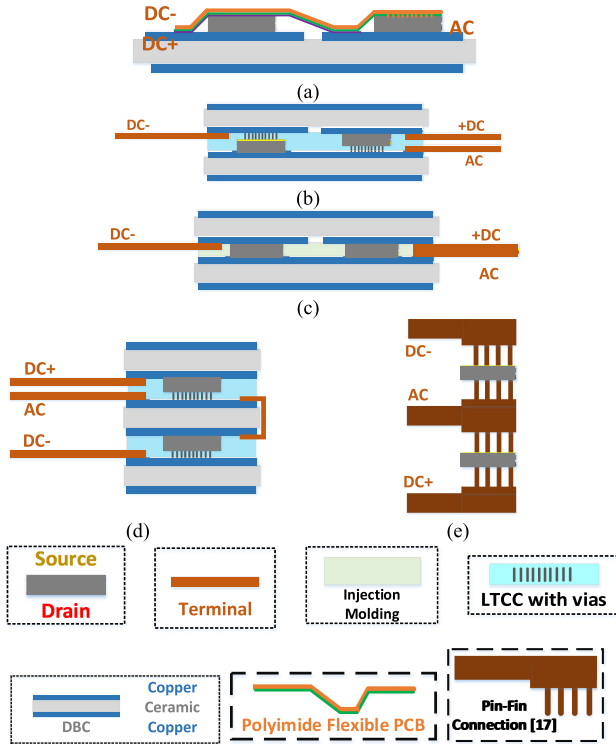 DC-
DC+
AC
(a)
DC-
+DC
AC
(b)
DC-
+DC
AC
(c)
DC+
AC
DC-
(d)
DC-
AC
DC+
(e)
Source
Drain
Terminal
Injection
Molding
LTCC with vias
Copper
Ceramic
DBC
Copper
Polyimide Flexible PCB
Pin-Fin
Connection [17]